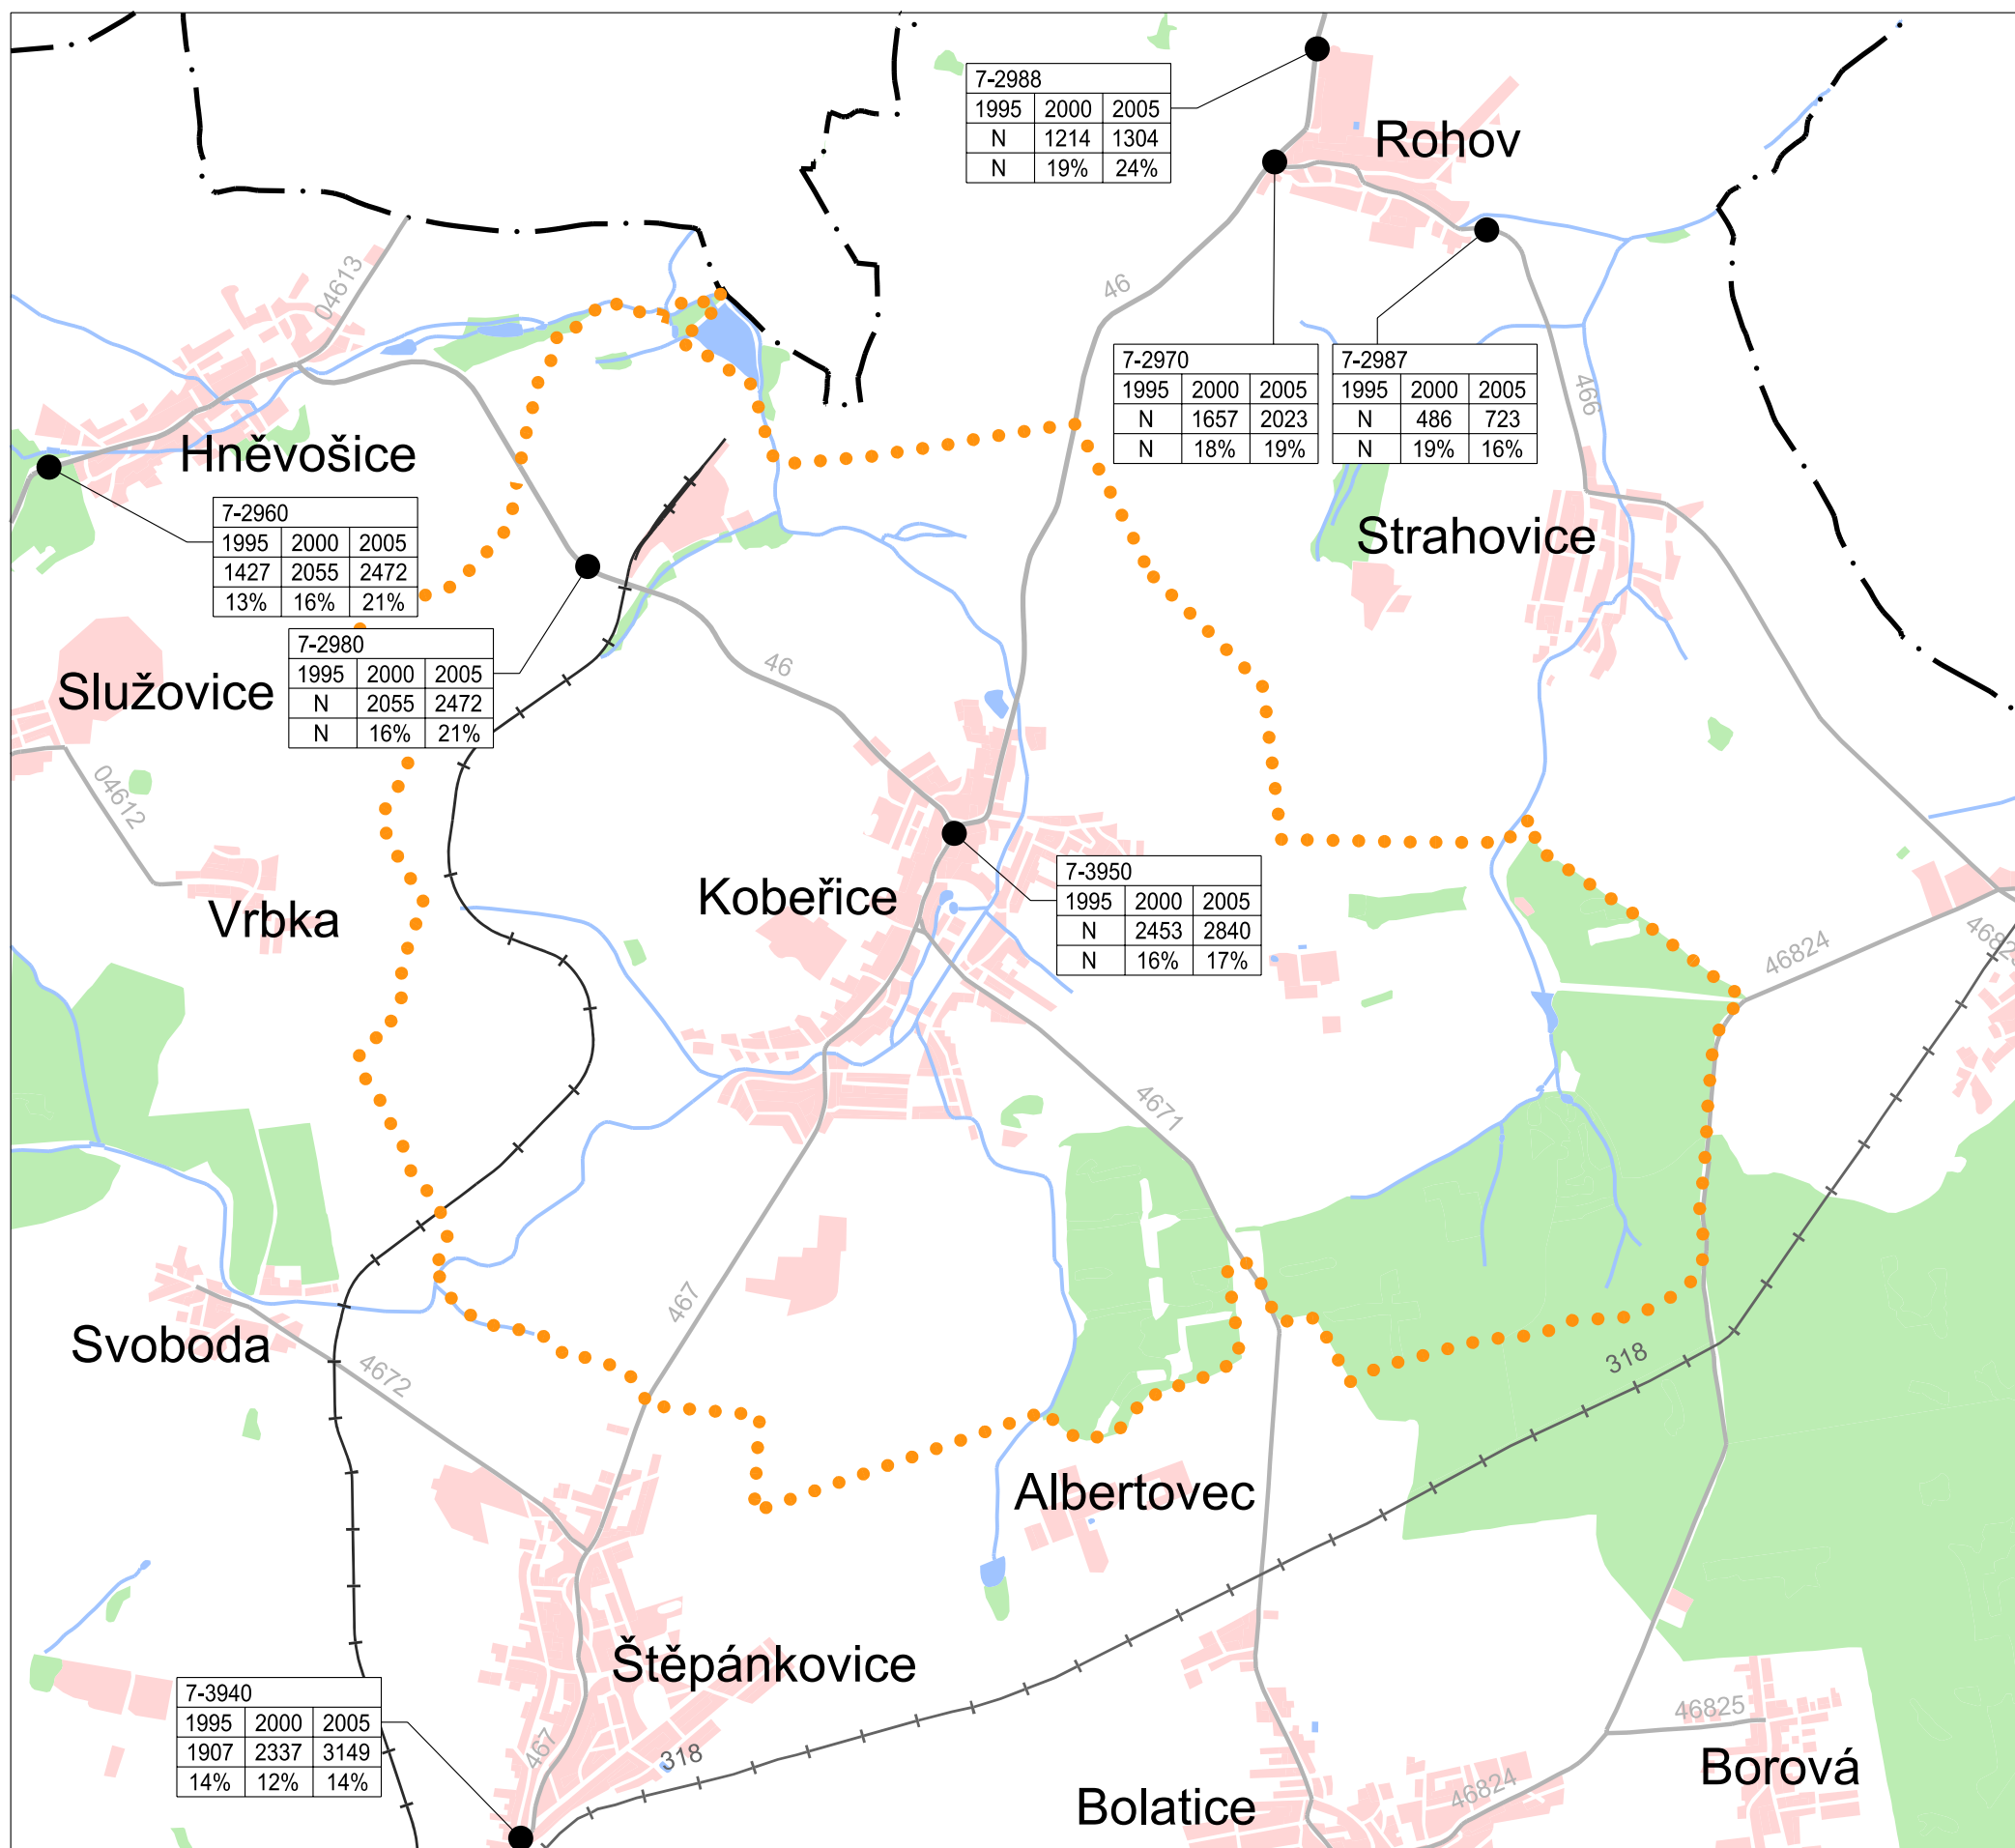 7-2988
1995 2000 2005
N 1214 1304
N 19% 24%
Rohov
04613
46
7-2970
1995 2000 2005
N 1657 2023
N 18% 19%
7-2987
1995 2000 2005
N 486 723
N 19% 16%
466
Hněvošice
7-2960
1995 2000 2005
1427 2055 2472
13% 16% 21%
Strahovice
7-2980
1995 2000 2005
N 2055 2472
N 16% 21%
46
Služovice
04612
Vrbka
Kobeřice
7-3950
1995 2000 2005
N 2453 2840
N 16% 17%
46824
4671
467
Svoboda
4672
318
Albertovec
Štěpánkovice
7-3940
1995 2000 2005
1907 2337 3149
14% 12% 14%
467
318
46825
Borová
46824
Bolatice